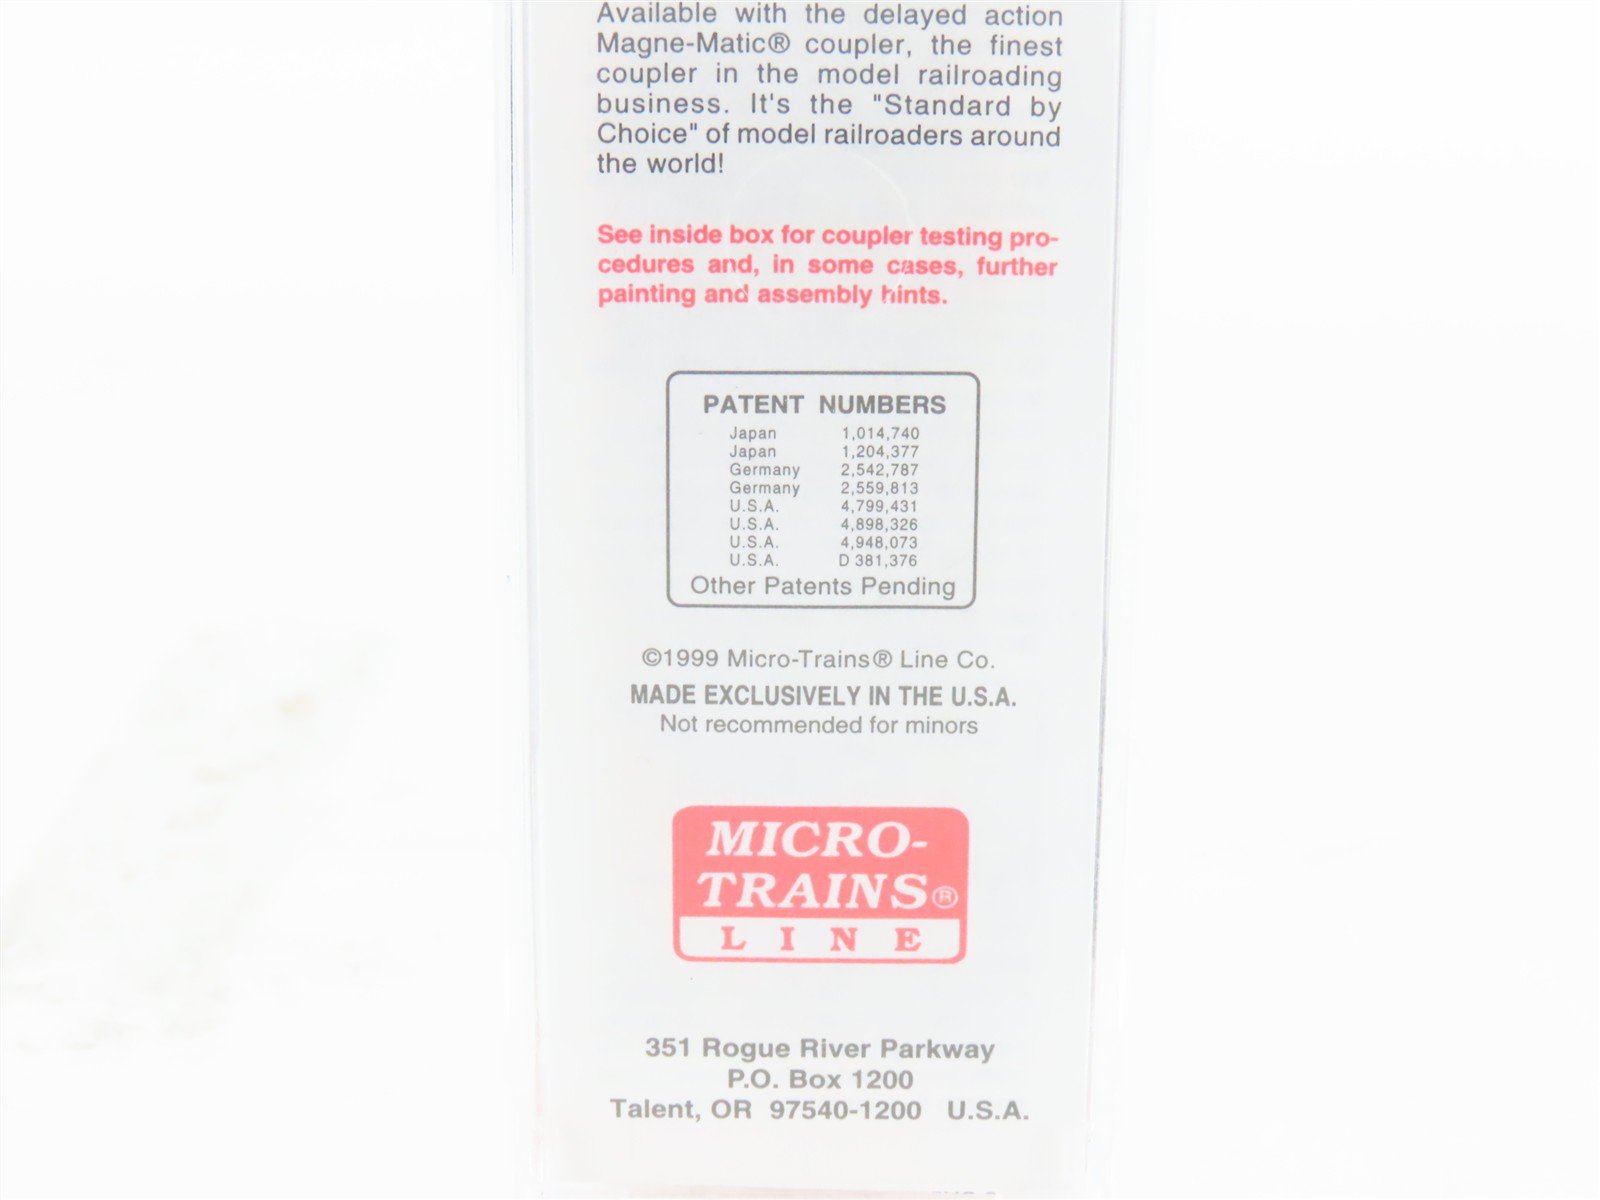 Available with the delayed action
Magne-Matic® coupler, the finest
coupler in the model railroading
business. It's the "Standard by
Choice" of model railroaders around
the world!
See inside box for coupler testing pro-
cedures and, in some cases, further
painting and assembly hints.
PATENT NUMBERS
Japan 1,014,740
Japan 1,204,377
Germany 2,542,787
Germany 2,559,813
U.S.A. 4,799,431
U.S.A. 4,898,326
U.S.A. 4,948,073
U.S.A. D 381,376
Other Patents Pending
©1999 Micro-Trains® Line Co.
MADE EXCLUSIVELY IN THE U.S.A.
Not recommended for minors
MICRO-
TRAINS®
LINE
351 Rogue River Parkway
P.O. Box 1200
Talent, OR 97540-1200 U.S.A.